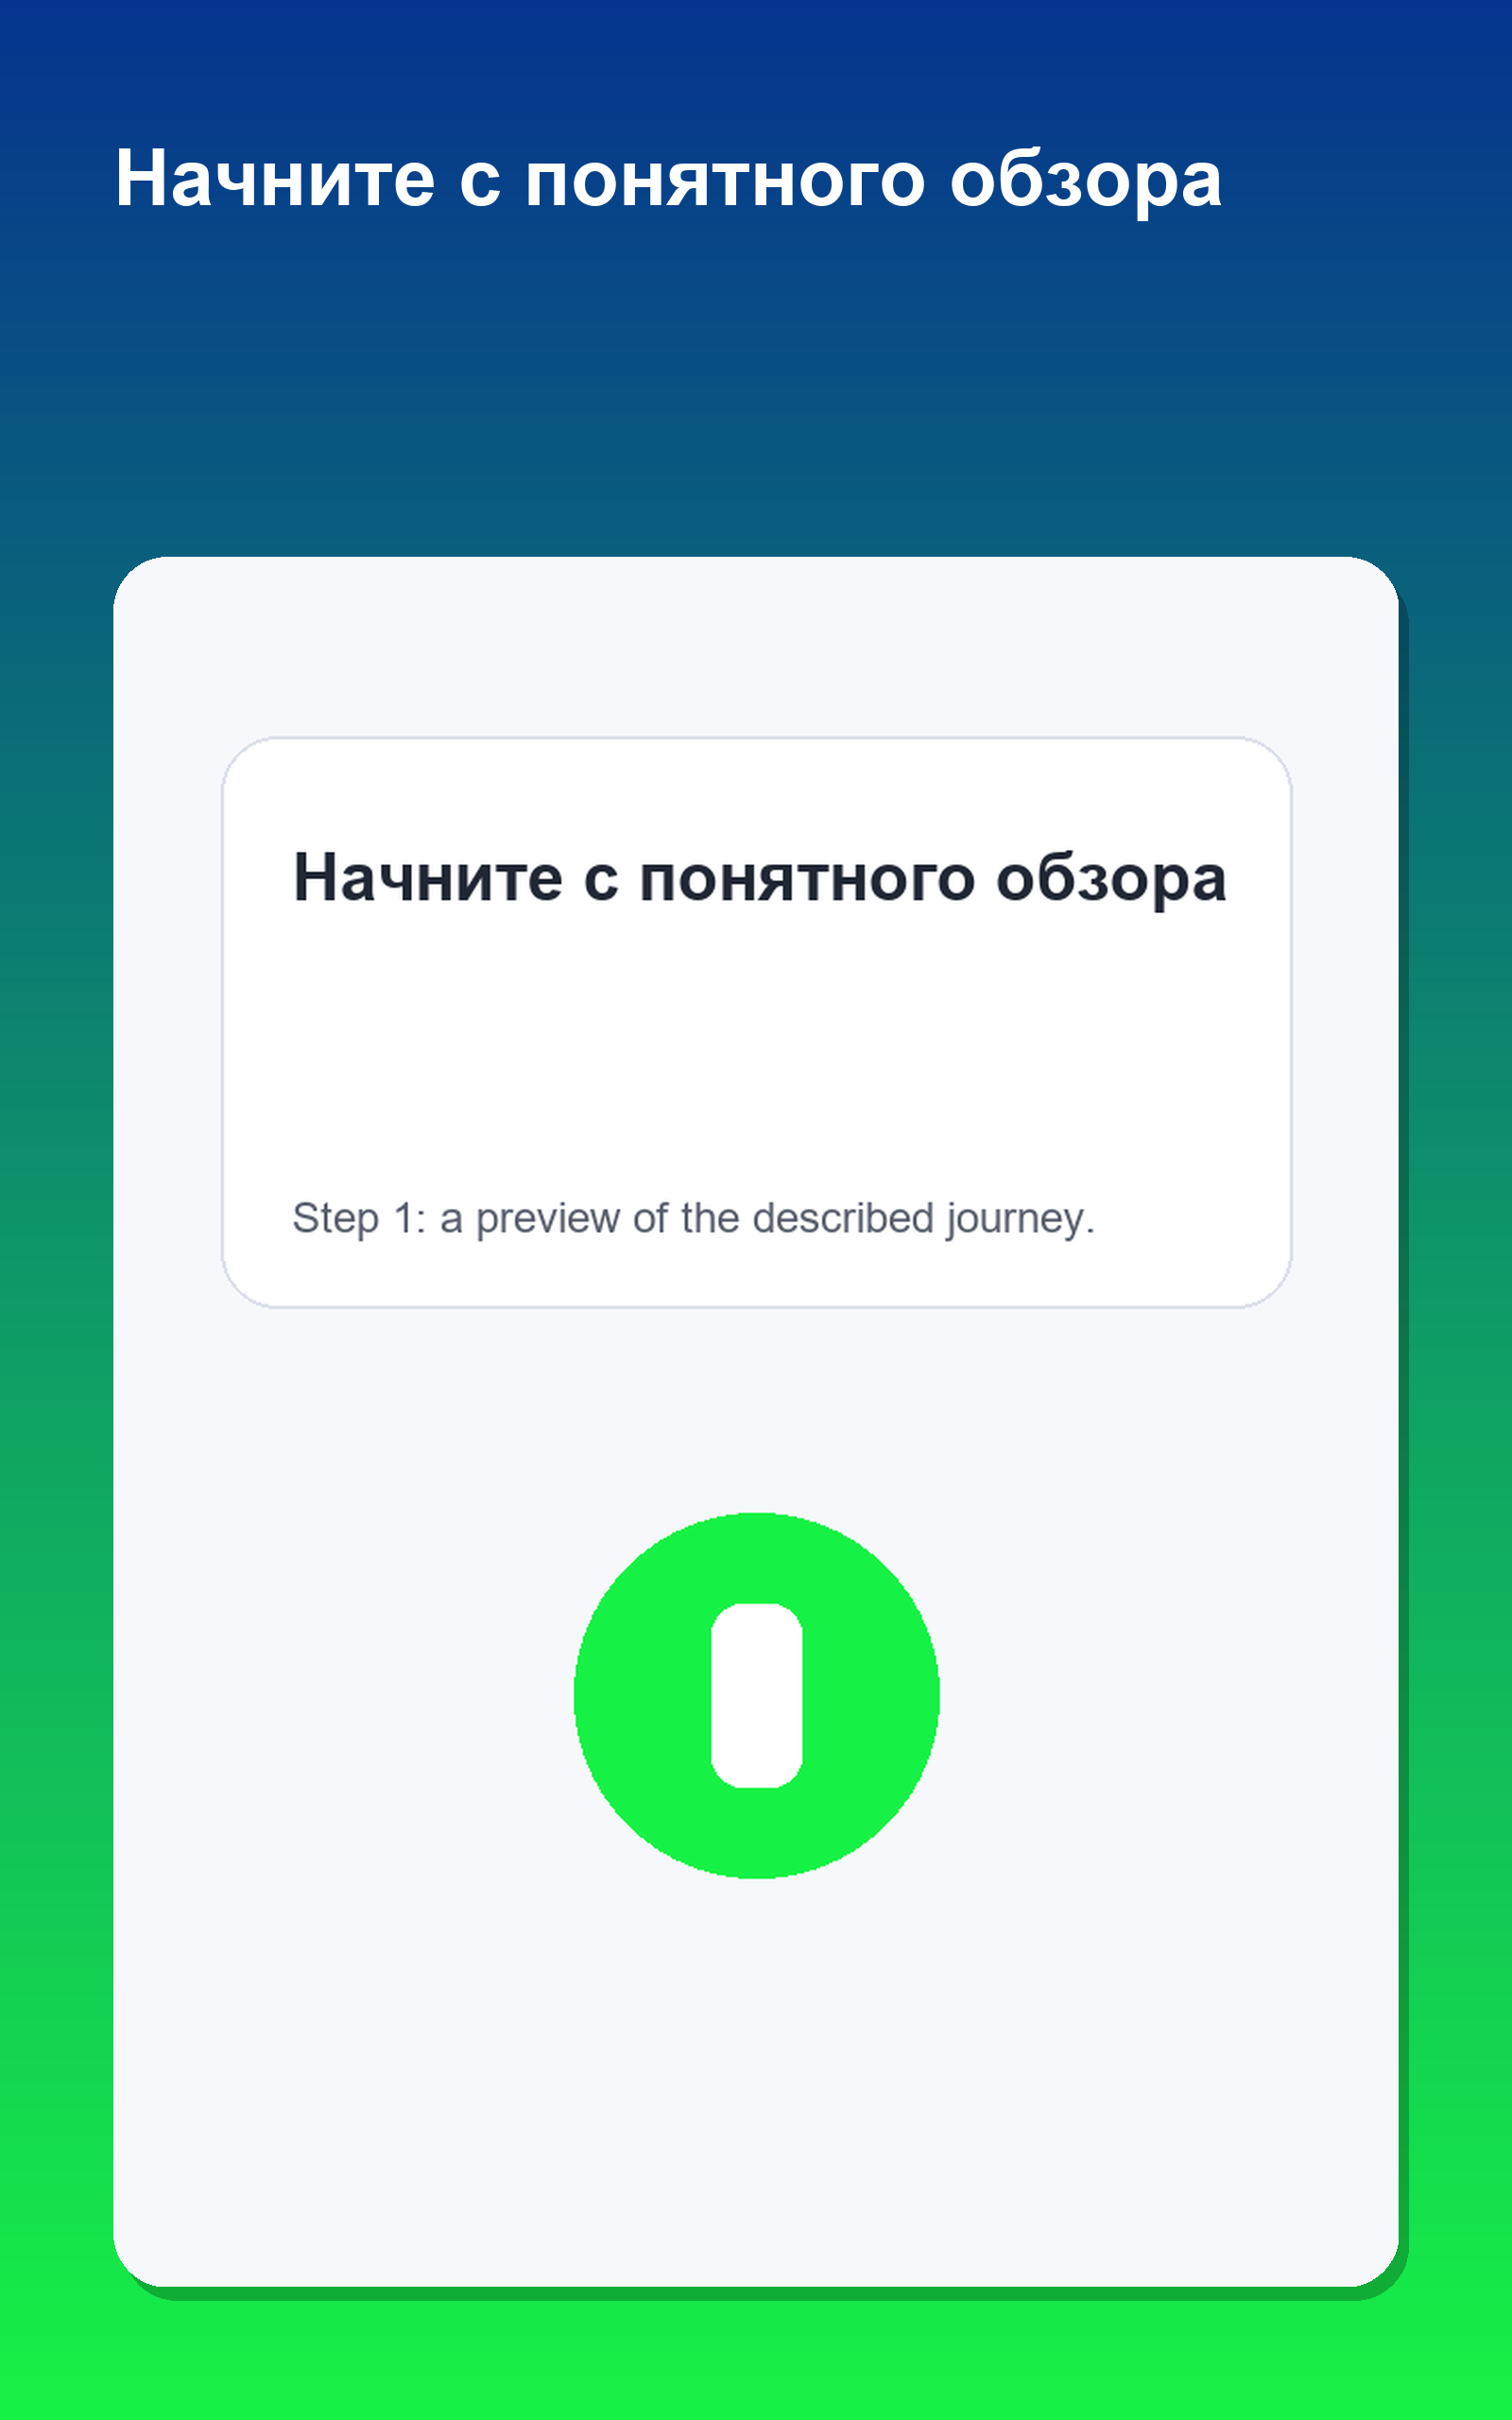 Начните с понятного обзора
Начните с понятного обзора
Step 1: a preview of the described journey.